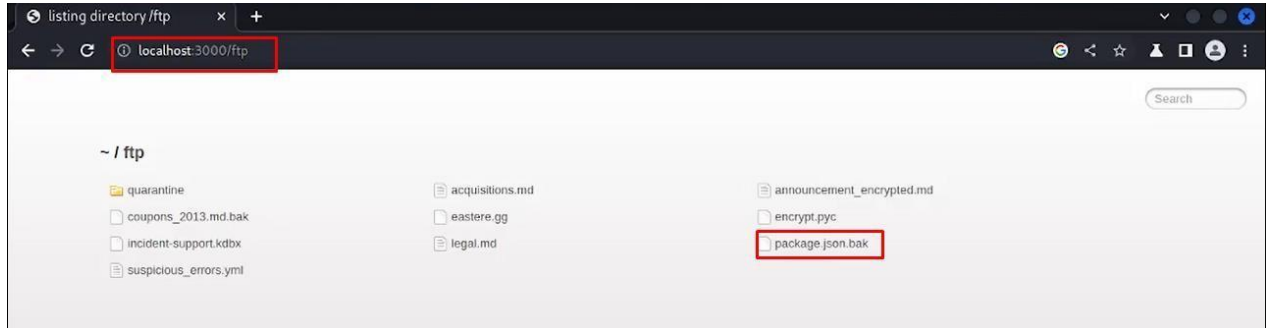 listing directory /ftp
localhost:3000/ftp
Search
~ / ftp
quarantine acquisitions.md announcement_encrypted.md
coupons_2013.md.bak eastere.gg encrypt.pyc
incident-support.kdbx legal.md package.json.bak
suspicious_errors.yml